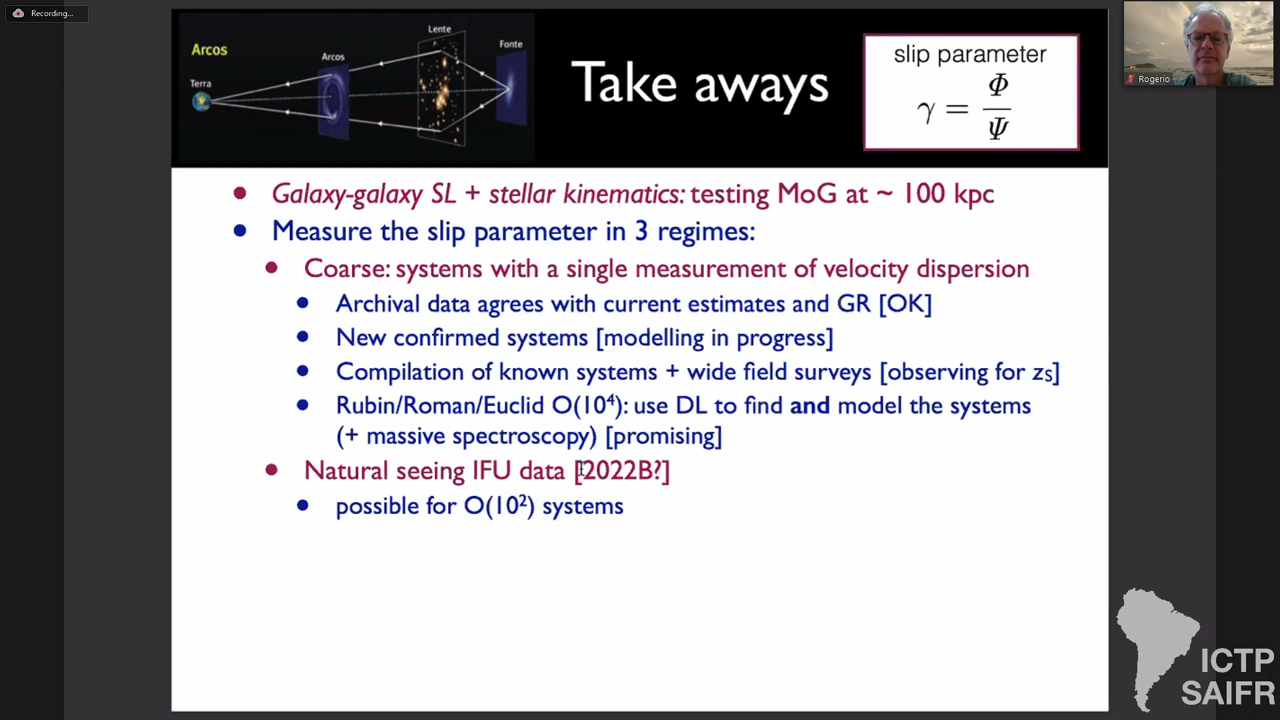 Recording...
Arcos
Terra
Arcos
Lente
Fonte
Take aways
slip parameter
γ = Φ / Ψ
Rogerio
• Galaxy-galaxy SL + stellar kinematics: testing MoG at ~ 100 kpc
• Measure the slip parameter in 3 regimes:
• Coarse: systems with a single measurement of velocity dispersion
• Archival data agrees with current estimates and GR [OK]
• New confirmed systems [modelling in progress]
• Compilation of known systems + wide field surveys [observing for zS]
• Rubin/Roman/Euclid O(10⁴): use DL to find and model the systems
(+ massive spectroscopy) [promising]
• Natural seeing IFU data [2022B?]
• possible for O(10²) systems
ICTP
SAIFR